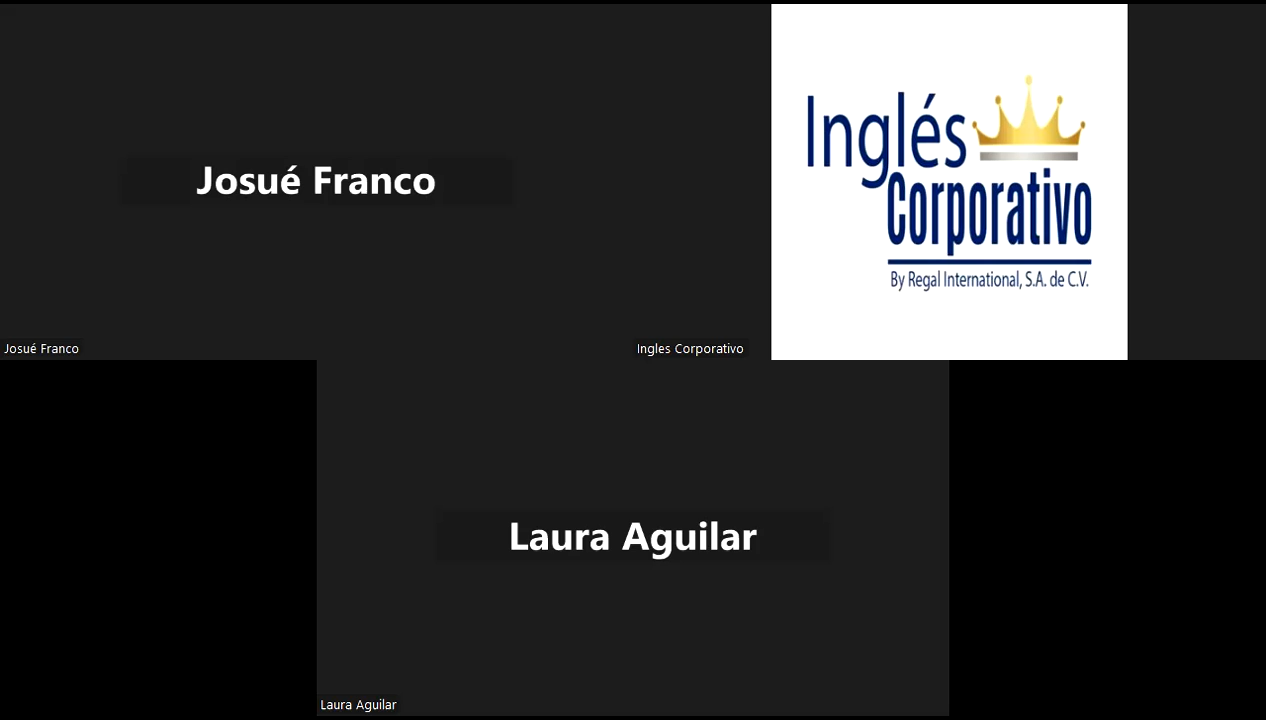 Josué Franco
Josué Franco
Inglés
Corporativo
By Regal International, S.A. de C.V.
Ingles Corporativo
Laura Aguilar
Laura Aguilar